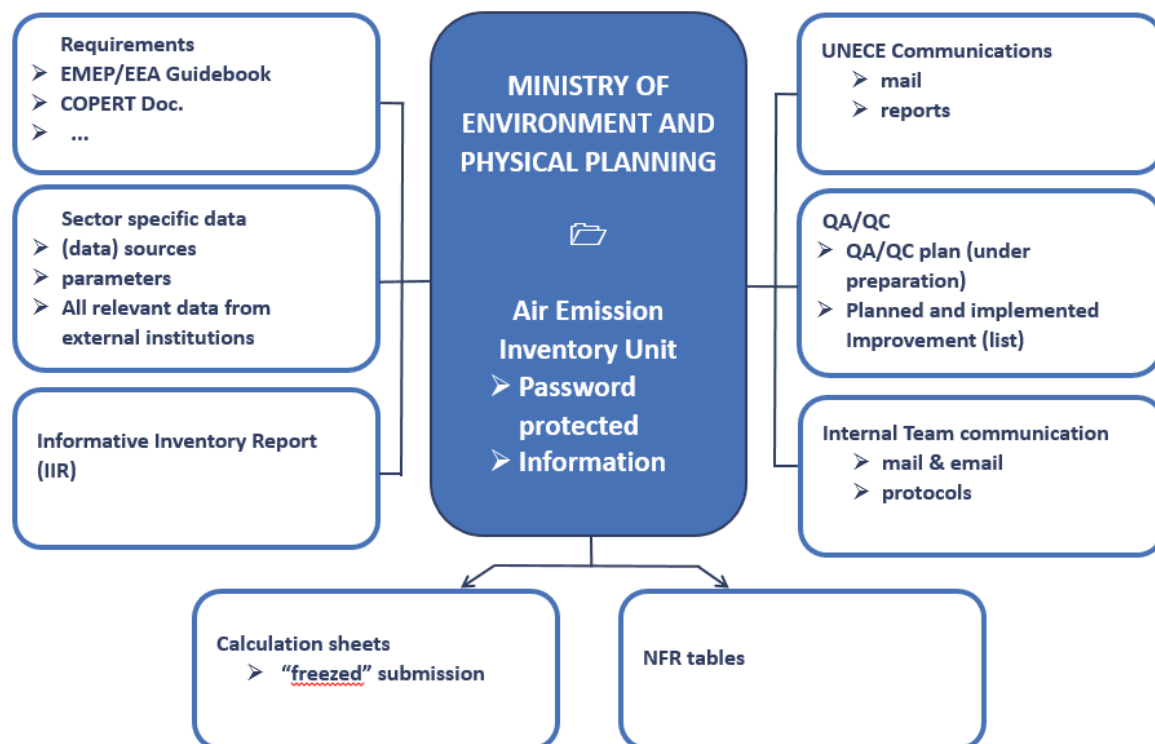 Requirements
➢ EMEP/EEA Guidebook
➢ COPERT Doc.
➢ ...
Sector specific data
➢ (data) sources
➢ parameters
➢ All relevant data from
external institutions
Informative Inventory Report
(IIR)
MINISTRY OF
ENVIRONMENT AND
PHYSICAL PLANNING
Air Emission
Inventory Unit
➢ Password
protected
➢ Information
UNECE Communications
➢ mail
➢ reports
QA/QC
➢ QA/QC plan (under
preparation)
➢ Planned and implemented
Improvement (list)
Internal Team communication
➢ mail & email
➢ protocols
Calculation sheets
➢ “freezed” submission
NFR tables